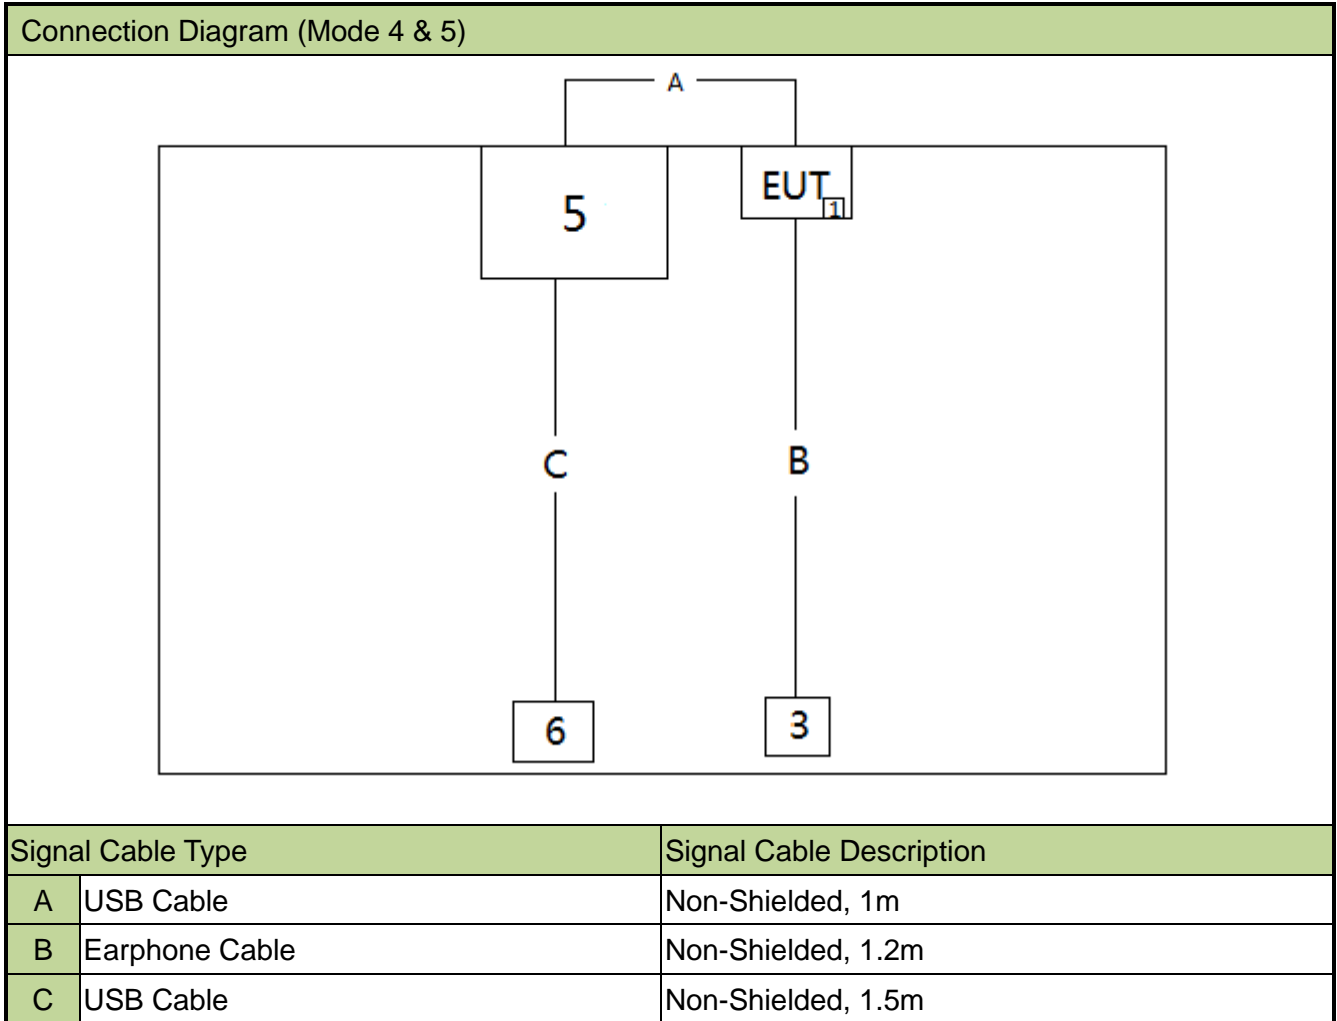 Connection Diagram (Mode 4 & 5)
A
5
EUT
1
C
B
6
3
Signal Cable Type Signal Cable Description
A USB Cable Non-Shielded, 1m
B Earphone Cable Non-Shielded, 1.2m
C USB Cable Non-Shielded, 1.5m